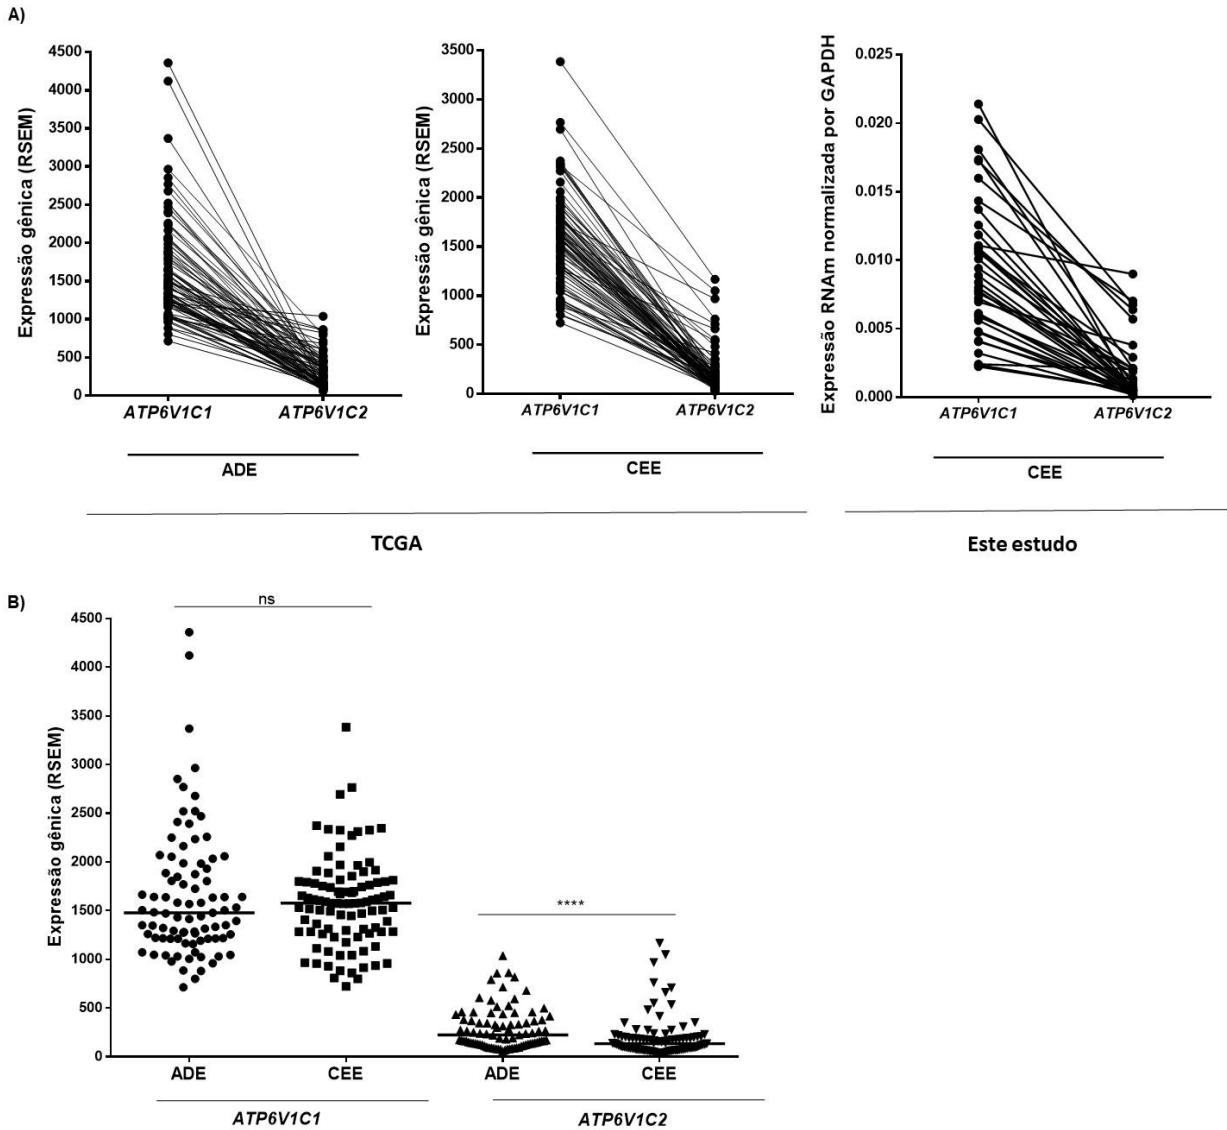 A)
Expressão gênica (RSEM)
4500
4000
3500
3000
2500
2000
1500
1000
500
0
ATP6V1C1 ATP6V1C2
ADE
Expressão gênica (RSEM)
3500
3000
2500
2000
1500
1000
500
0
ATP6V1C1 ATP6V1C2
CEE
TCGA
Expressão RNAm normalizada por GAPDH
0.025
0.020
0.015
0.010
0.005
0.000
ATP6V1C1 ATP6V1C2
CEE
Este estudo
B)
Expressão gênica (RSEM)
4500
4000
3500
3000
2500
2000
1500
1000
500
0
ns
****
ADE CEE ADE CEE
ATP6V1C1 ATP6V1C2